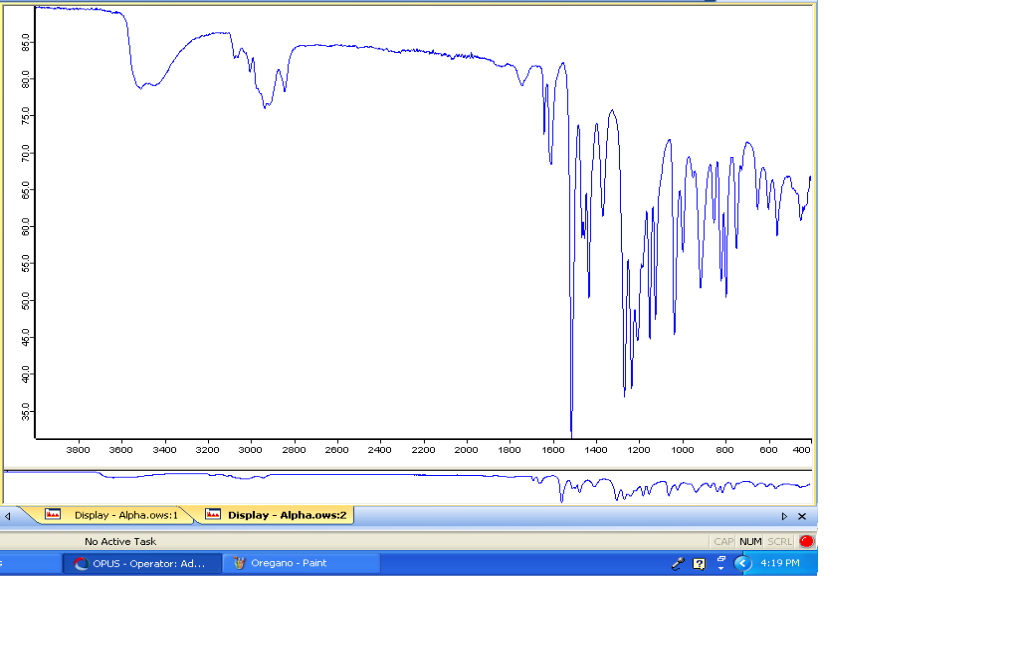 85.0
80.0
75.0
70.0
65.0
60.0
55.0
50.0
45.0
40.0
35.0
3800 3600 3400 3200 3000 2800 2600 2400 2200 2000 1800 1600 1400 1200 1000 800 600 400
Display - Alpha.ows:1 Display - Alpha.ows:2
No Active Task CAP NUM SCRL
s OPUS - Operator: Ad... Oregano - Paint 4:19 PM